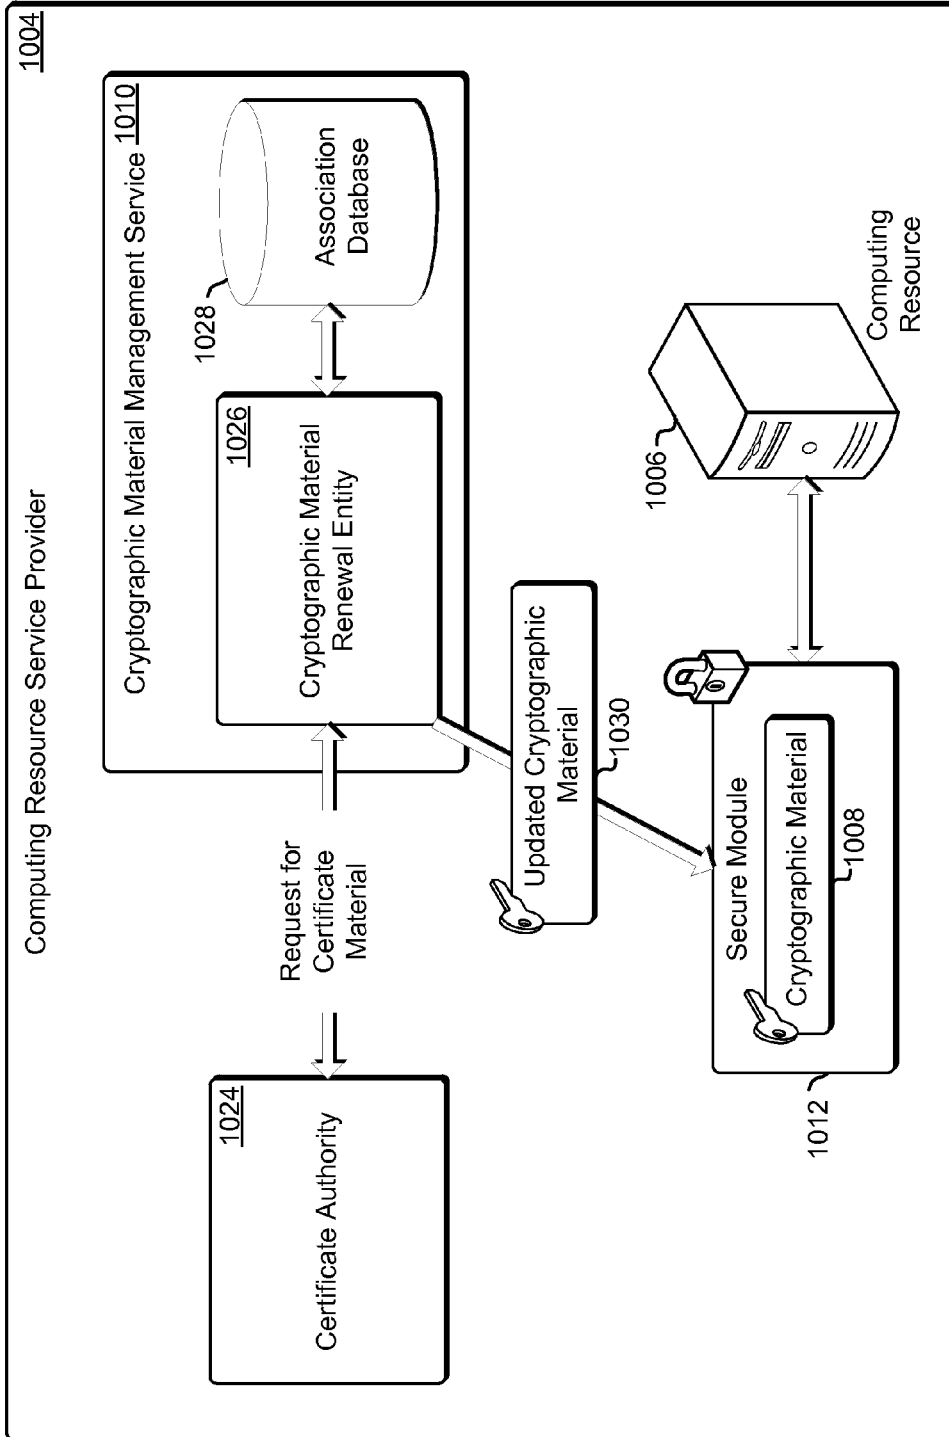 Computing Resource Service Provider
1004
Cryptographic Material Management Service
1010
Certificate Authority
1024
Request for
Certificate
Material
Cryptographic Material
Renewal Entity
1026
1028
Association
Database
Updated Cryptographic
Material
1030
Secure Module
Cryptographic Material
1008
1012
1006
Computing
Resource